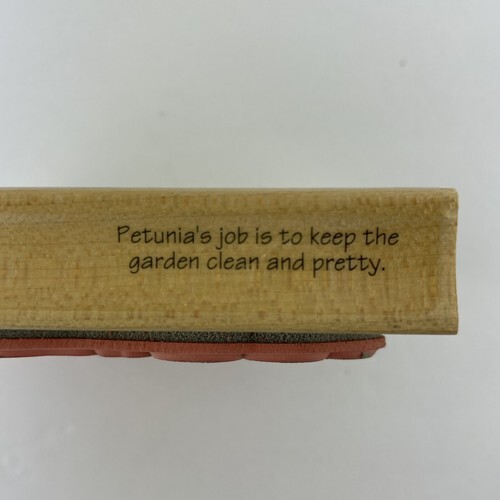 Petunia's job is to keep the
garden clean and pretty.